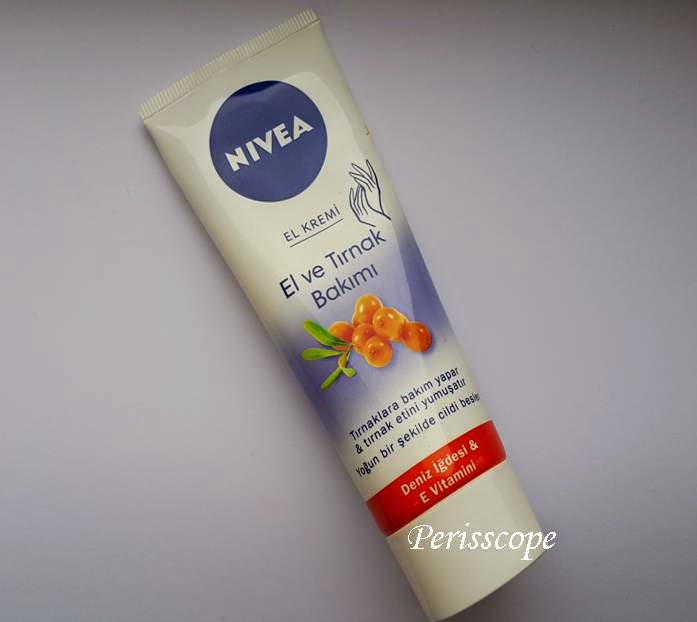 NIVEA
EL KREMİ
El ve Tırnak
Bakımı
Tırnaklara bakım yapar
& tırnak etini yumuşatır
Yoğun bir şekilde cildi besler
Deniz İğdesi &
E Vitamini
Perisscope